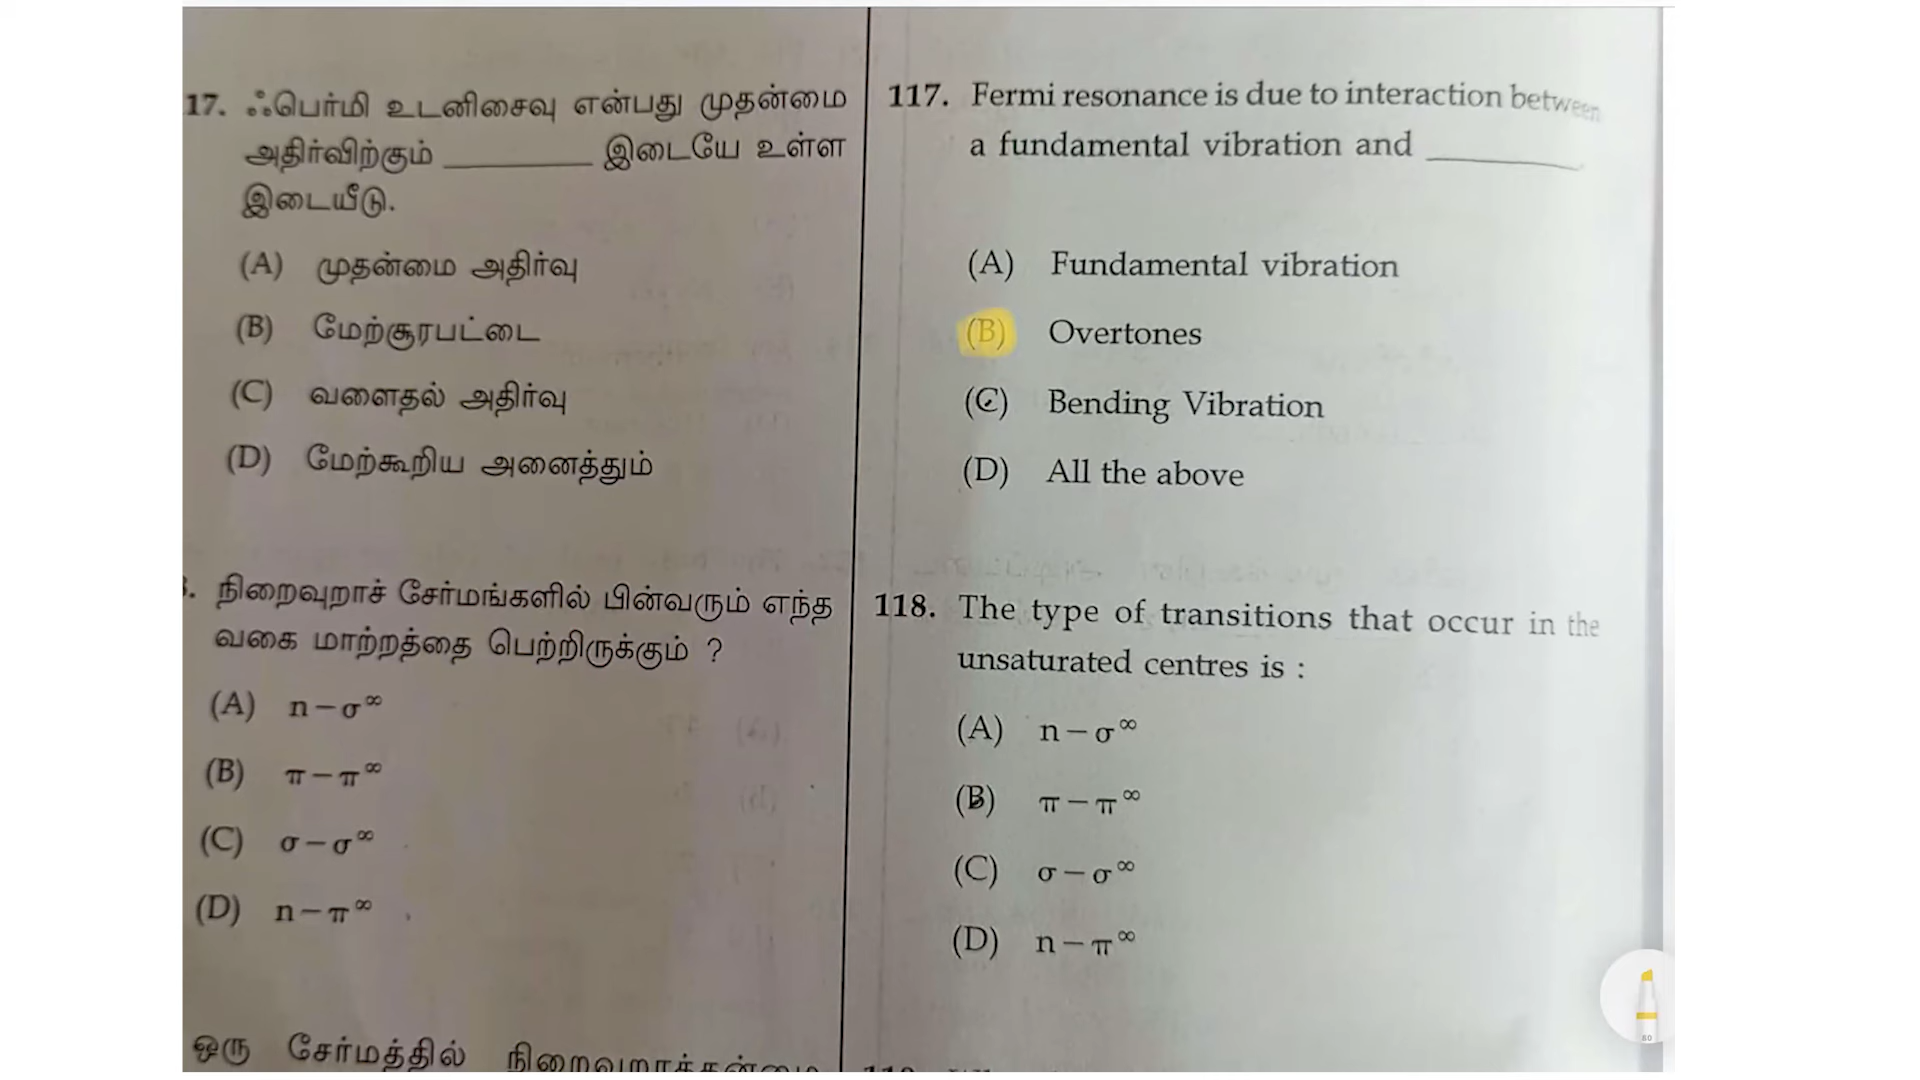 17. ஃபெர்மி உடனிசைவு என்பது முதன்மை
அதிர்விற்கும் ________ இடையே உள்ள
இடையீடு.
(A) முதன்மை அதிர்வு
(B) மேற்சூரபட்டை
(C) வளைதல் அதிர்வு
(D) மேற்கூறிய அனைத்தும்
. நிறைவுறாச் சேர்மங்களில் பின்வரும் எந்த
வகை மாற்றத்தை பெற்றிருக்கும் ?
(A) n – σ∞
(B) π – π∞
(C) σ – σ∞
(D) n – π∞
ஒரு சேர்மத்தில் நிறைவுறாத்தன்மை
117. Fermi resonance is due to interaction between
a fundamental vibration and ________
(A) Fundamental vibration
(B) Overtones
(C) Bending Vibration
(D) All the above
118. The type of transitions that occur in the
unsaturated centres is :
(A) n – σ∞
(B) π – π∞
(C) σ – σ∞
(D) n – π∞
60